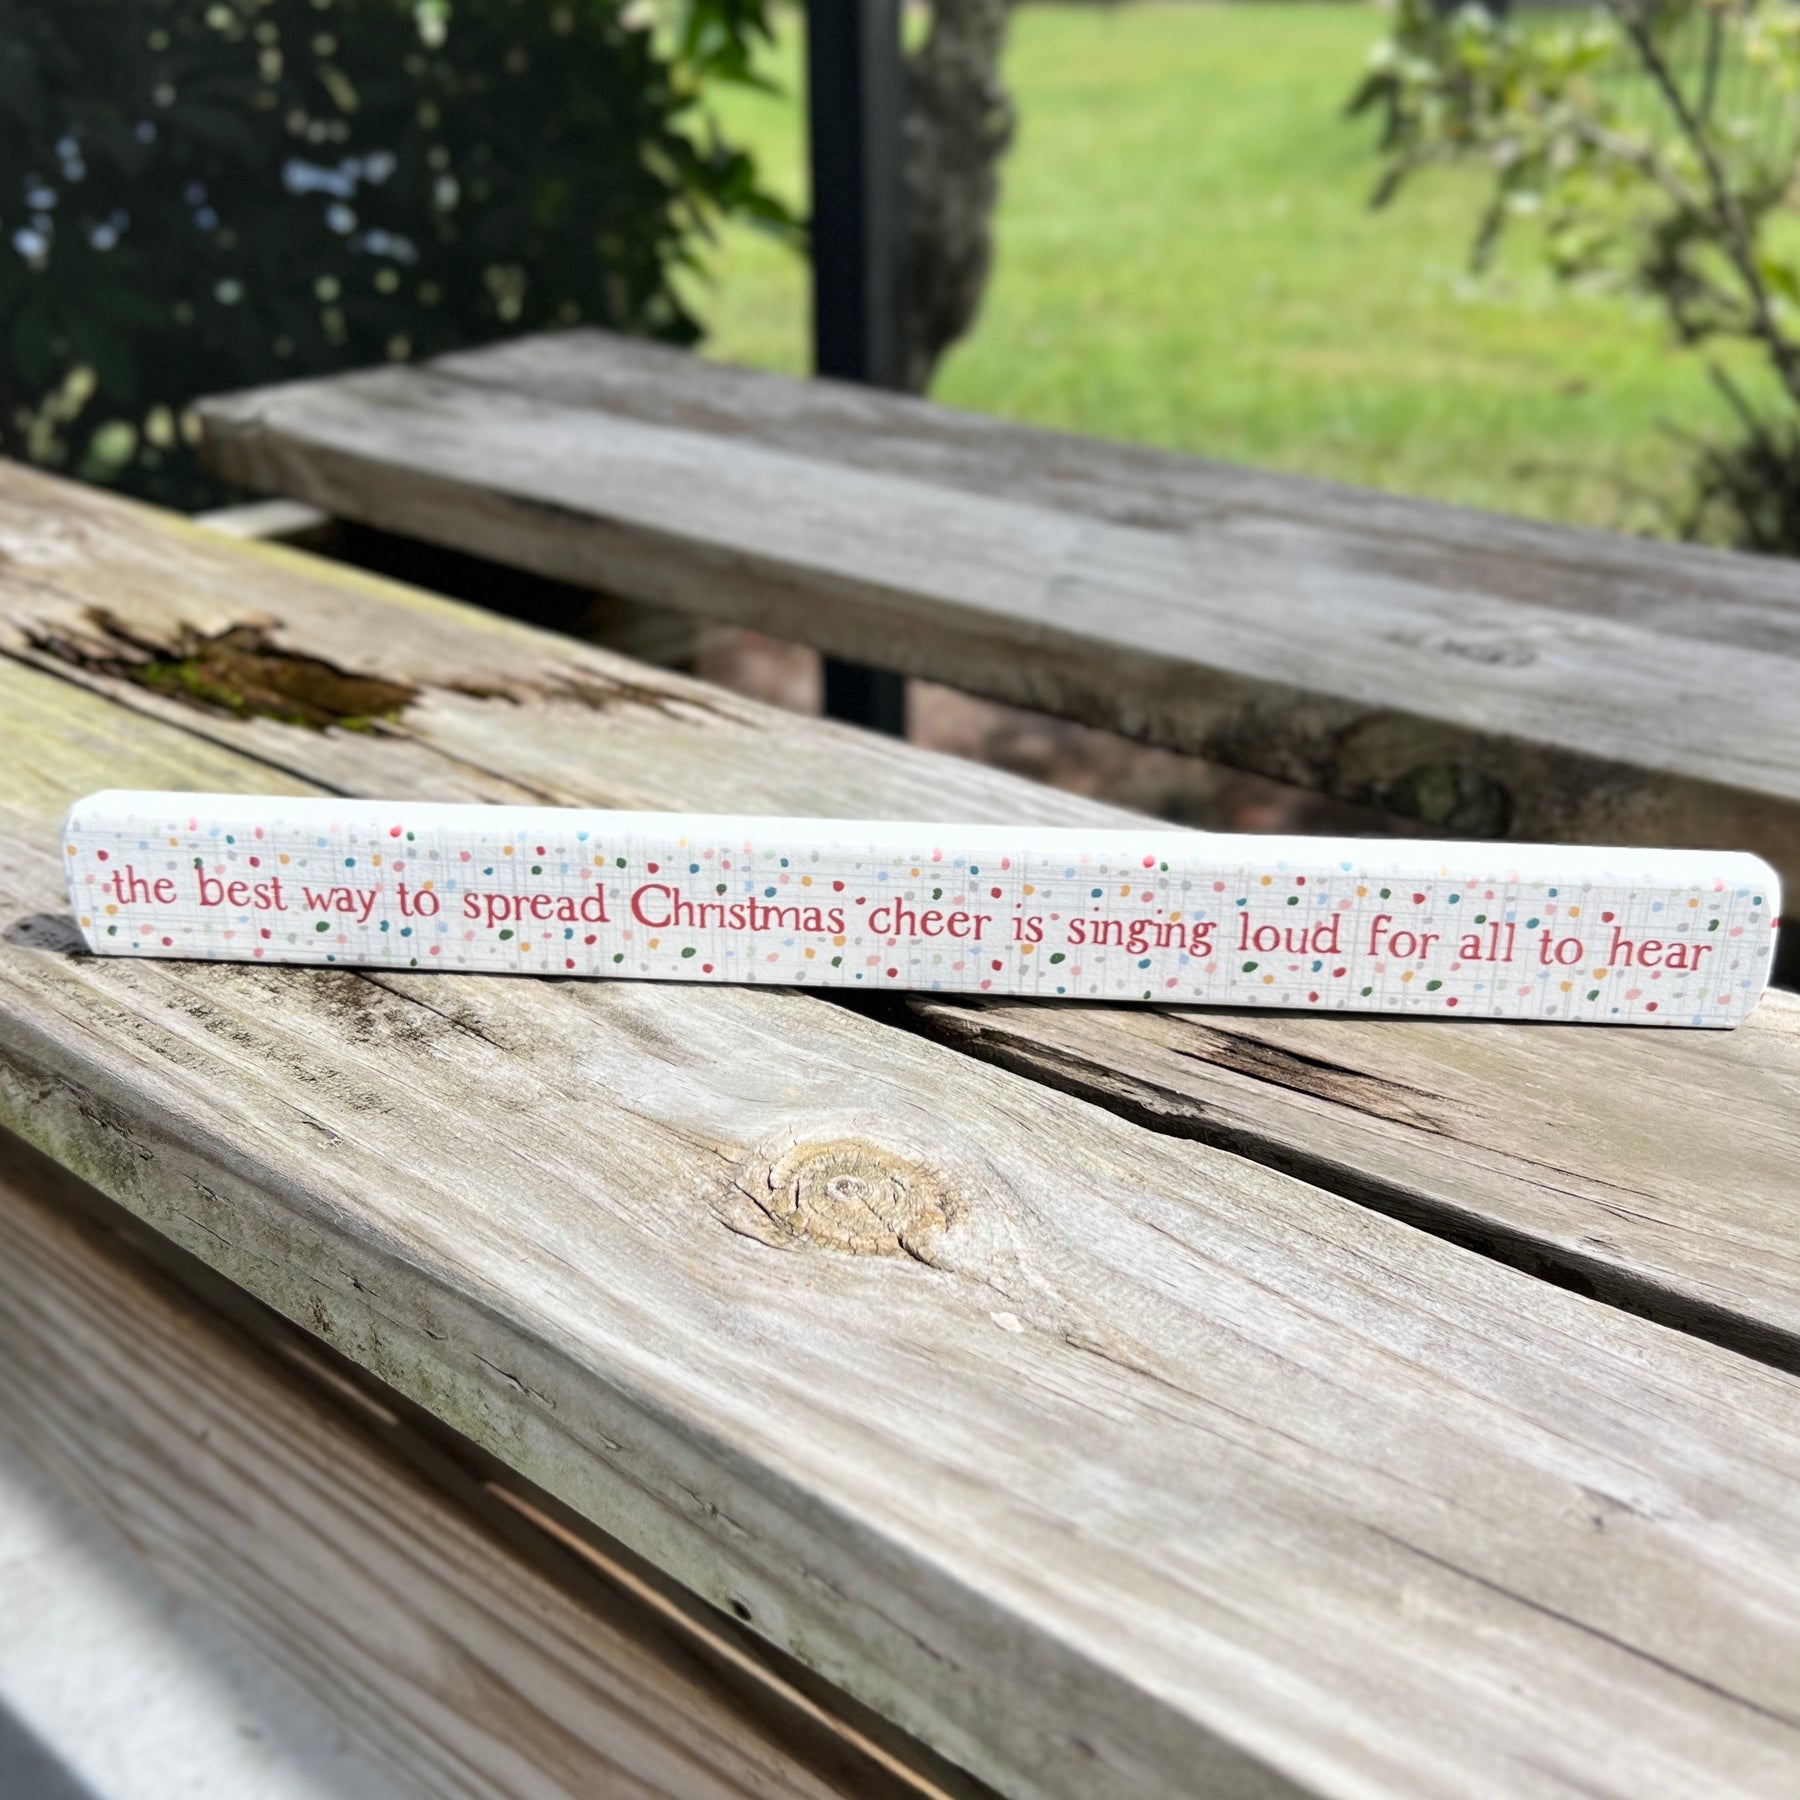 the best way to spread Christmas cheer is singing loud for all to hear